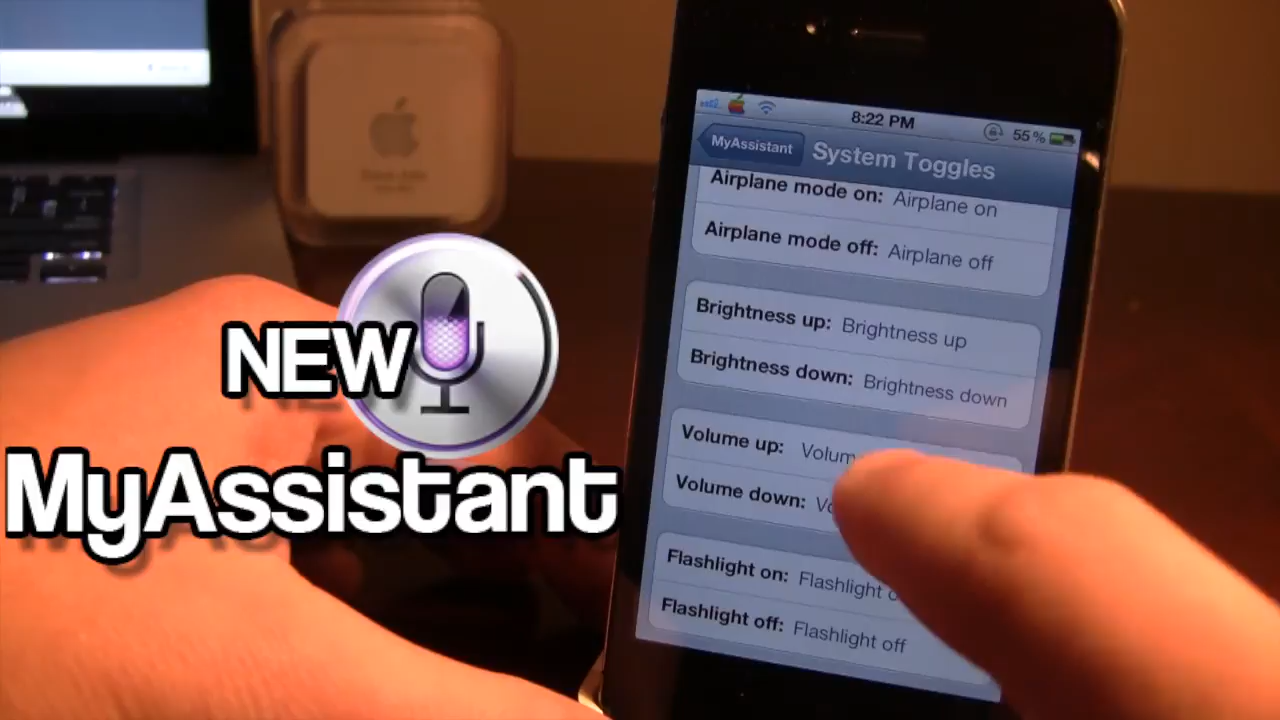 8:22 PM
55 %
MyAssistant
System Toggles
Airplane mode on: Airplane on
Airplane mode off: Airplane off
Brightness up: Brightness up
Brightness down: Brightness down
Volume up:
Volume down:
Flashlight on: Flashlight
Flashlight off: Flashlight off
NEW
MyAssistant